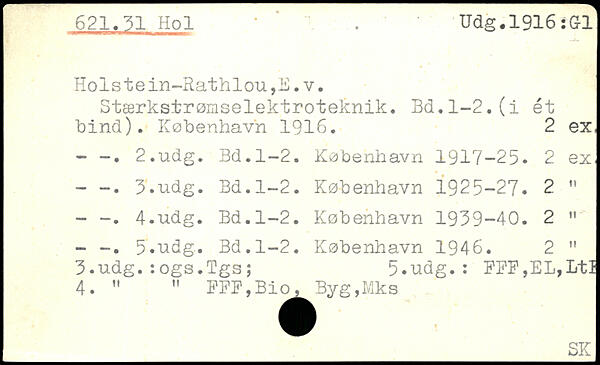 621.31 Hol Udg.1916:Gl
Holstein-Rathlou,E.v.
Stærkstrømselektroteknik. Bd.1-2.(i ét
bind). København 1916. 2 ex.
- -. 2.udg. Bd.1-2. København 1917-25. 2 ex.
- -. 3.udg. Bd.1-2. København 1925-27. 2 "
- -. 4.udg. Bd.1-2. København 1939-40. 2 "
- -. 5.udg. Bd.1-2. København 1946. 2 "
3.udg.:ogs.Tgs; 5.udg.: FFF,EL,LtK
4. " " FFF,Bio, Byg,Mks
SK